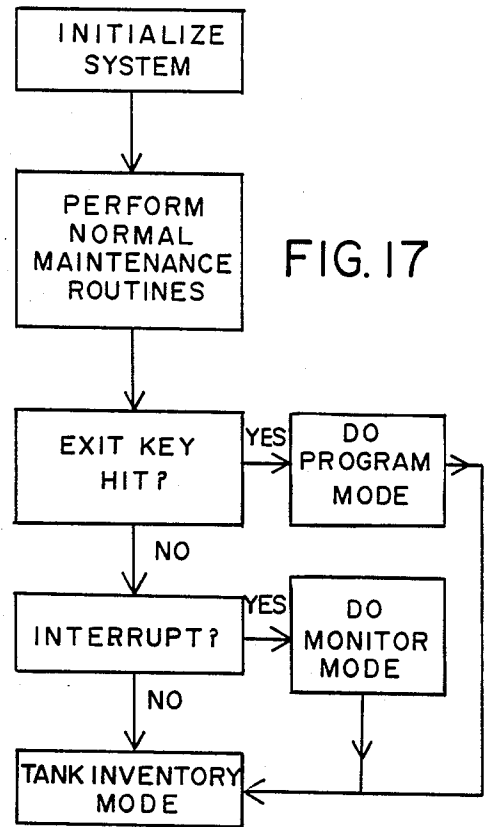 INITIALIZE
SYSTEM
PERFORM
NORMAL
MAINTENANCE
ROUTINES
FIG. 17
EXIT KEY
HIT?
YES
DO
PROGRAM
MODE
NO
INTERRUPT?
YES
DO
MONITOR
MODE
NO
TANK INVENTORY
MODE